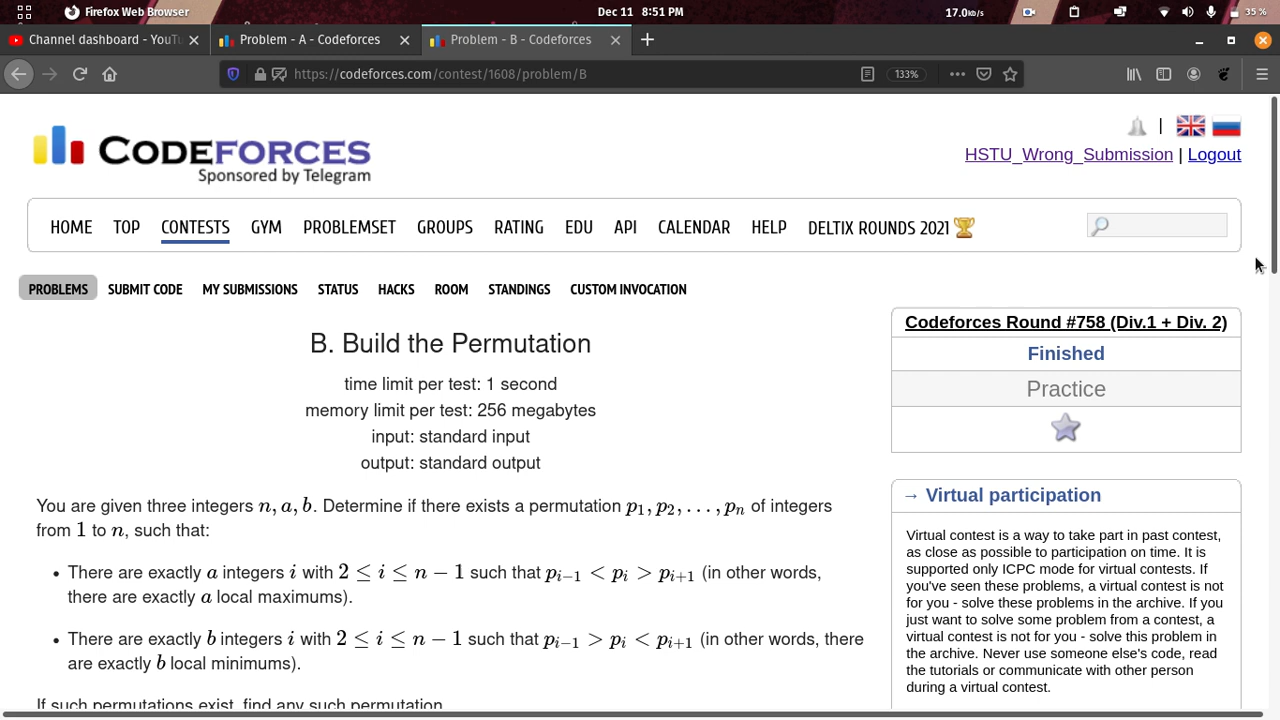 Firefox Web Browser
Dec 11 8:51 PM
17.0kb/s
35 %
Channel dashboard - YouTu
Problem - A - Codeforces
Problem - B - Codeforces
https://codeforces.com/contest/1608/problem/B
133%
CODEFORCES
Sponsored by Telegram
HSTU_Wrong_Submission | Logout
HOME TOP CONTESTS GYM PROBLEMSET GROUPS RATING EDU API CALENDAR HELP DELTIX ROUNDS 2021
PROBLEMS SUBMIT CODE MY SUBMISSIONS STATUS HACKS ROOM STANDINGS CUSTOM INVOCATION
B. Build the Permutation
time limit per test: 1 second
memory limit per test: 256 megabytes
input: standard input
output: standard output
You are given three integers n, a, b. Determine if there exists a permutation p₁, p₂, …, pₙ of integers
from 1 to n, such that:
• There are exactly a integers i with 2 ≤ i ≤ n − 1 such that pᵢ₋₁ < pᵢ > pᵢ₊₁ (in other words,
there are exactly a local maximums).
• There are exactly b integers i with 2 ≤ i ≤ n − 1 such that pᵢ₋₁ > pᵢ < pᵢ₊₁ (in other words, there
are exactly b local minimums).
If such permutations exist, find any such permutation.
Codeforces Round #758 (Div.1 + Div. 2)
Finished
Practice
→ Virtual participation
Virtual contest is a way to take part in past contest,
as close as possible to participation on time. It is
supported only ICPC mode for virtual contests. If
you've seen these problems, a virtual contest is not
for you - solve these problems in the archive. If you
just want to solve some problem from a contest, a
virtual contest is not for you - solve this problem in
the archive. Never use someone else's code, read
the tutorials or communicate with other person
during a virtual contest.